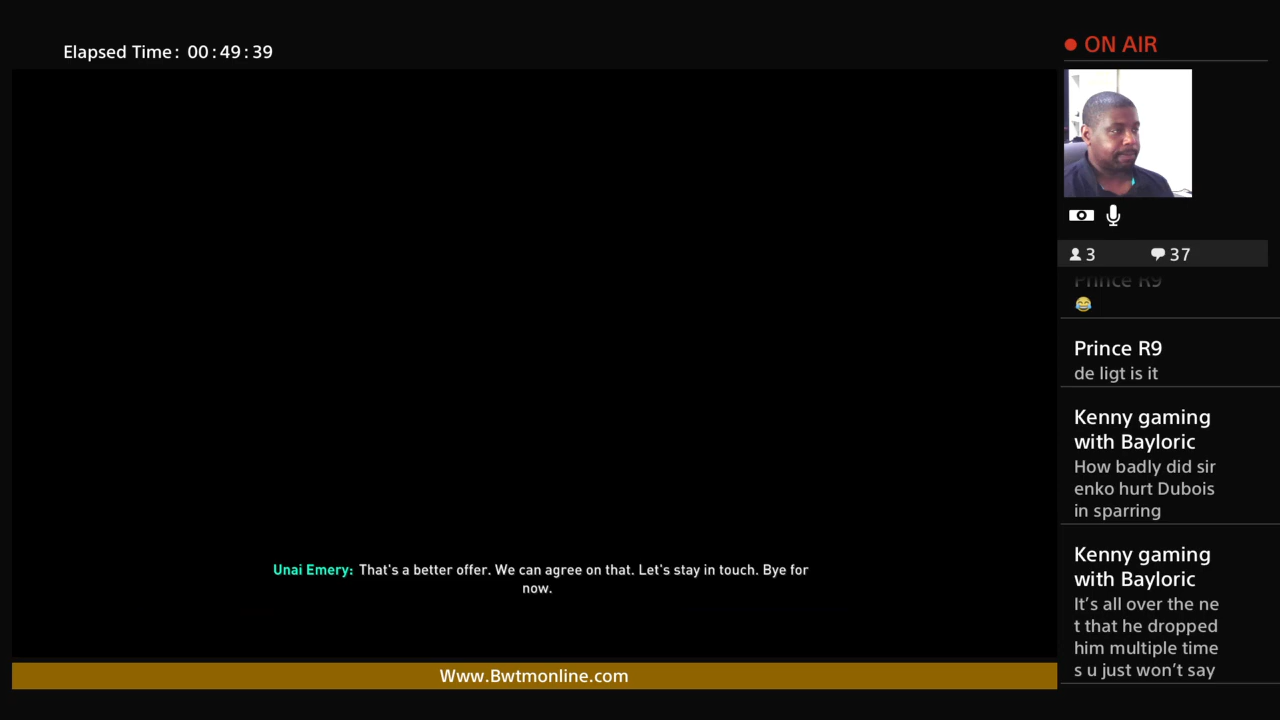 Elapsed Time: 00:49:39
ON AIR
3 37
Prince R9
😂
Prince R9
de ligt is it
Kenny gaming
with Bayloric
How badly did sir
enko hurt Dubois
in sparring
Kenny gaming
with Bayloric
It’s all over the ne
t that he dropped
him multiple time
s u just won’t say
Unai Emery: That's a better offer. We can agree on that. Let's stay in touch. Bye for
now.
Www.Bwtmonline.com